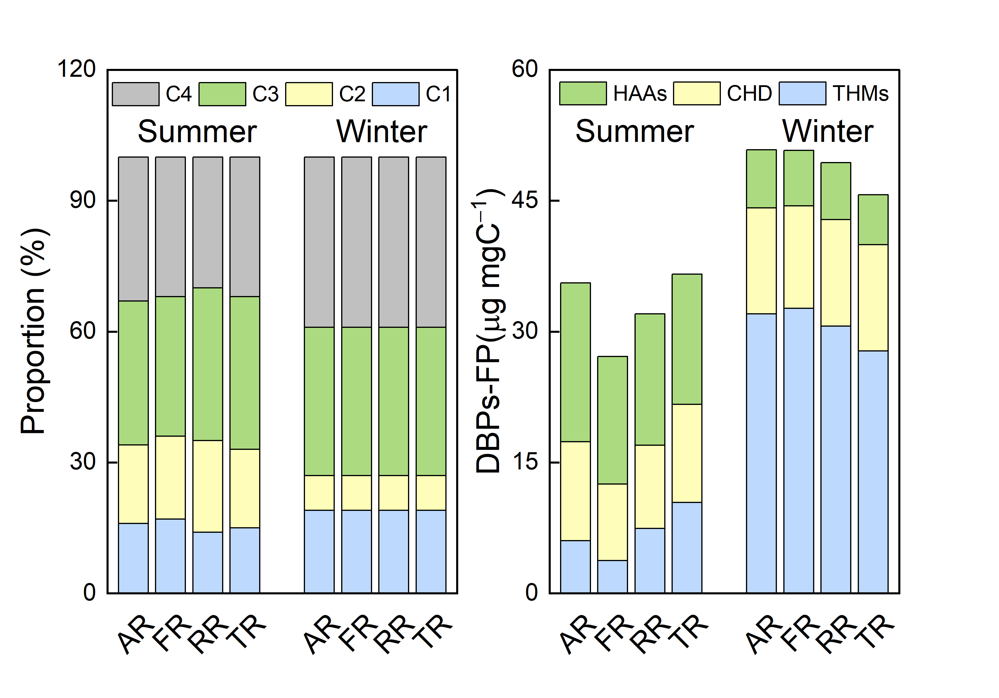 120
90
60
30
0
Proportion (%)
C4 C3 C2 C1
Summer Winter
AR FR RR TR AR FR RR TR
60
45
30
15
0
DBPs-FP(μg mgC⁻¹)
HAAs CHD THMs
Summer Winter
AR FR RR TR AR FR RR TR